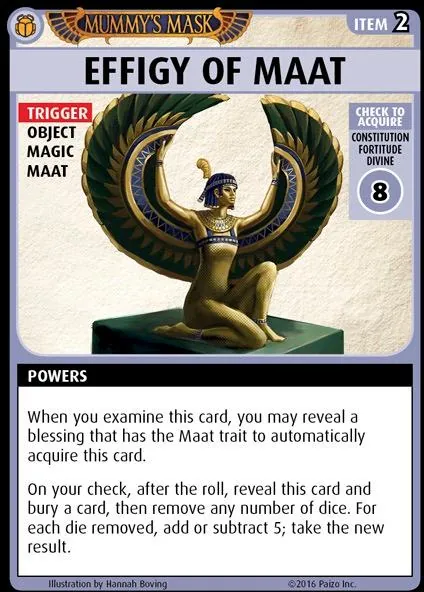 MUMMY'S MASK
ITEM 2
EFFIGY OF MAAT
TRIGGER
OBJECT
MAGIC
MAAT
CHECK TO
ACQUIRE
CONSTITUTION
FORTITUDE
DIVINE
8
POWERS
When you examine this card, you may reveal a
blessing that has the Maat trait to automatically
acquire this card.
On your check, after the roll, reveal this card and
bury a card, then remove any number of dice. For
each die removed, add or subtract 5; take the new
result.
Illustration by Hannah Boving
©2016 Paizo Inc.